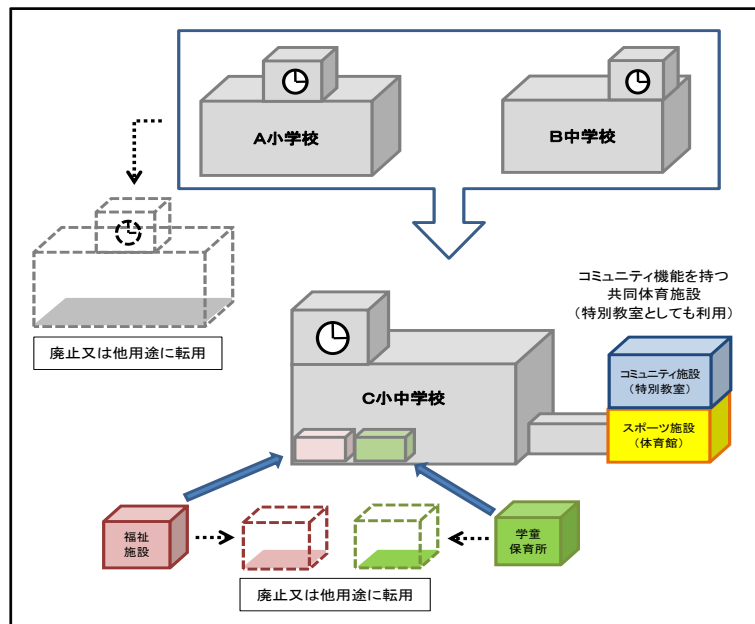 A小学校
B中学校
廃止又は他用途に転用
コミュニティ機能を持つ
共同体育施設
(特別教室としても利用)
C小中学校
コミュニティ施設
(特別教室)
スポーツ施設
(体育館)
福祉
施設
学童
保育所
廃止又は他用途に転用